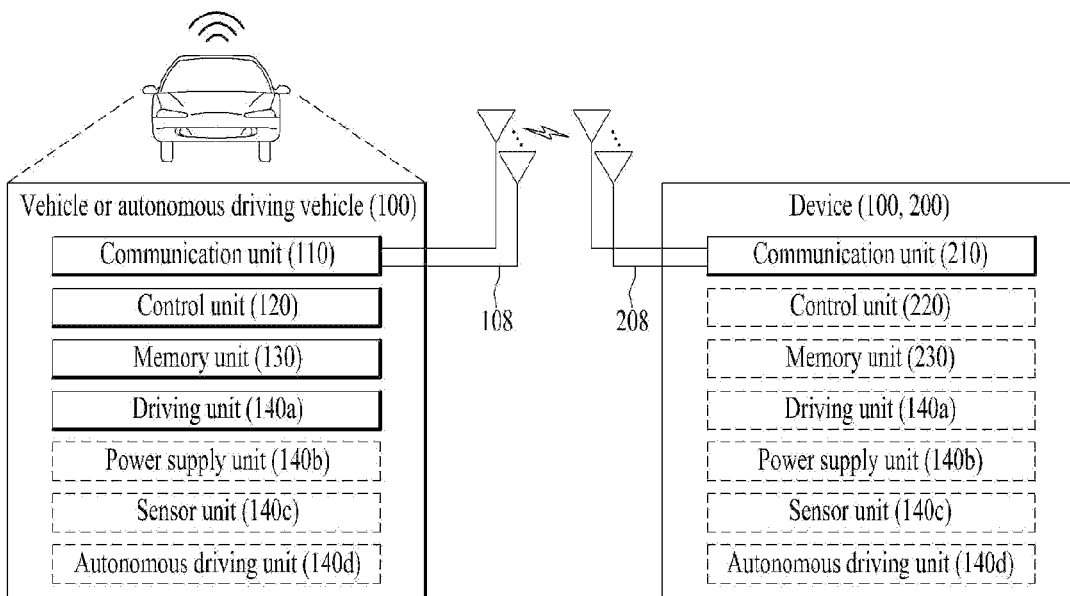 Vehicle or autonomous driving vehicle (100)
Communication unit (110)
Control unit (120)
Memory unit (130)
Driving unit (140a)
Power supply unit (140b)
Sensor unit (140c)
Autonomous driving unit (140d)
108
208
Device (100, 200)
Communication unit (210)
Control unit (220)
Memory unit (230)
Driving unit (140a)
Power supply unit (140b)
Sensor unit (140c)
Autonomous driving unit (140d)